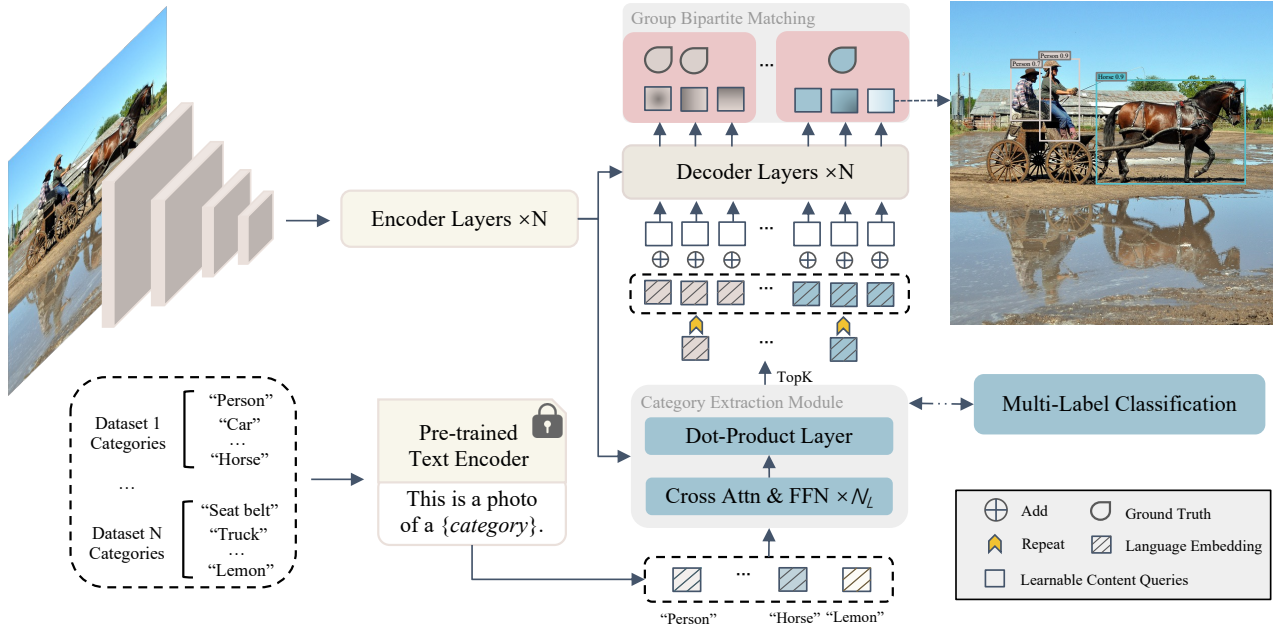 Group Bipartite Matching
...
Person 0.9
Person 0.7
Horse 0.9
Decoder Layers ×N
Encoder Layers ×N
...
...
...
TopK
Category Extraction Module
Dot-Product Layer
Cross Attn & FFN ×N_L
Multi-Label Classification
Dataset 1
Categories
“Person”
“Car”
...
“Horse”
...
Dataset N
Categories
“Seat belt”
“Truck”
...
“Lemon”
Pre-trained
Text Encoder
This is a photo
of a {category}.
...
“Person”
“Horse”
“Lemon”
Add
Ground Truth
Repeat
Language Embedding
Learnable Content Queries